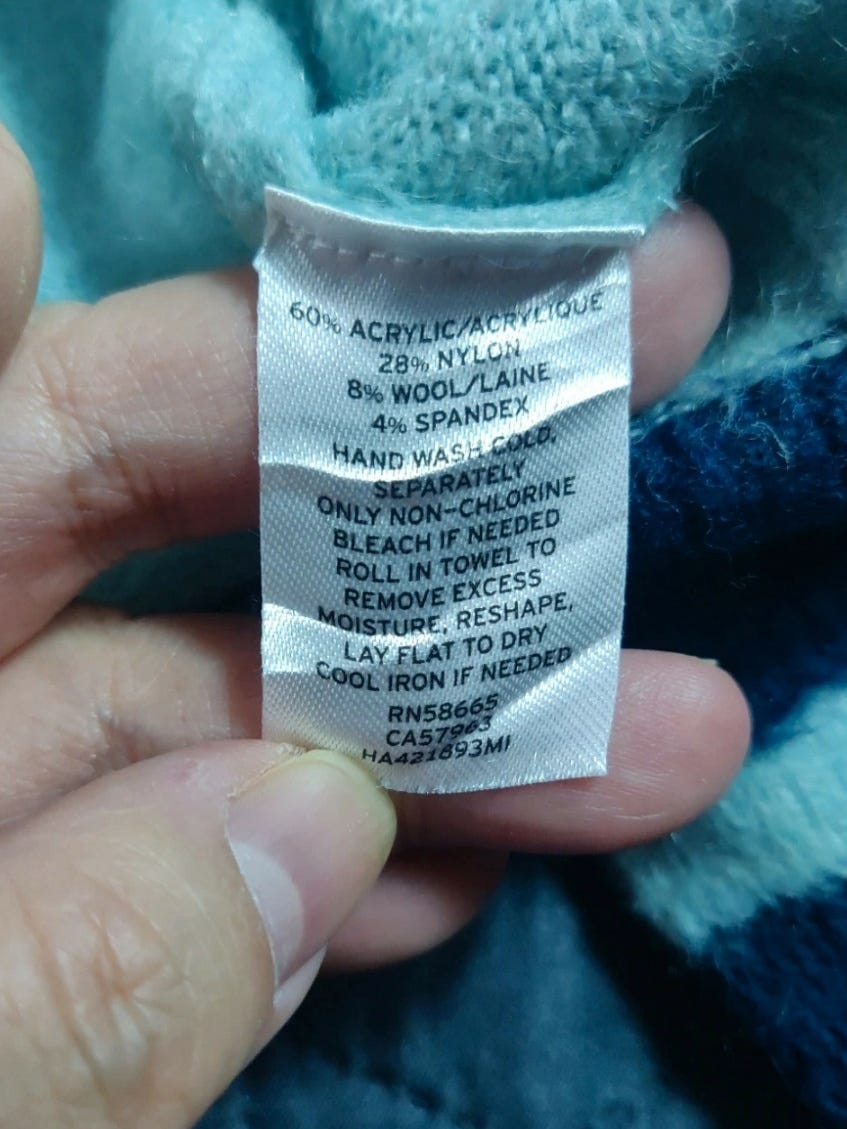 60% ACRYLIC/ACRYLIQUE
28% NYLON
8% WOOL/LAINE
4% SPANDEX
HAND WASH COLD,
SEPARATELY
ONLY NON-CHLORINE
BLEACH IF NEEDED
ROLL IN TOWEL TO
REMOVE EXCESS
MOISTURE, RESHAPE,
LAY FLAT TO DRY
COOL IRON IF NEEDED
RN58665
CA57963
HA421893MI